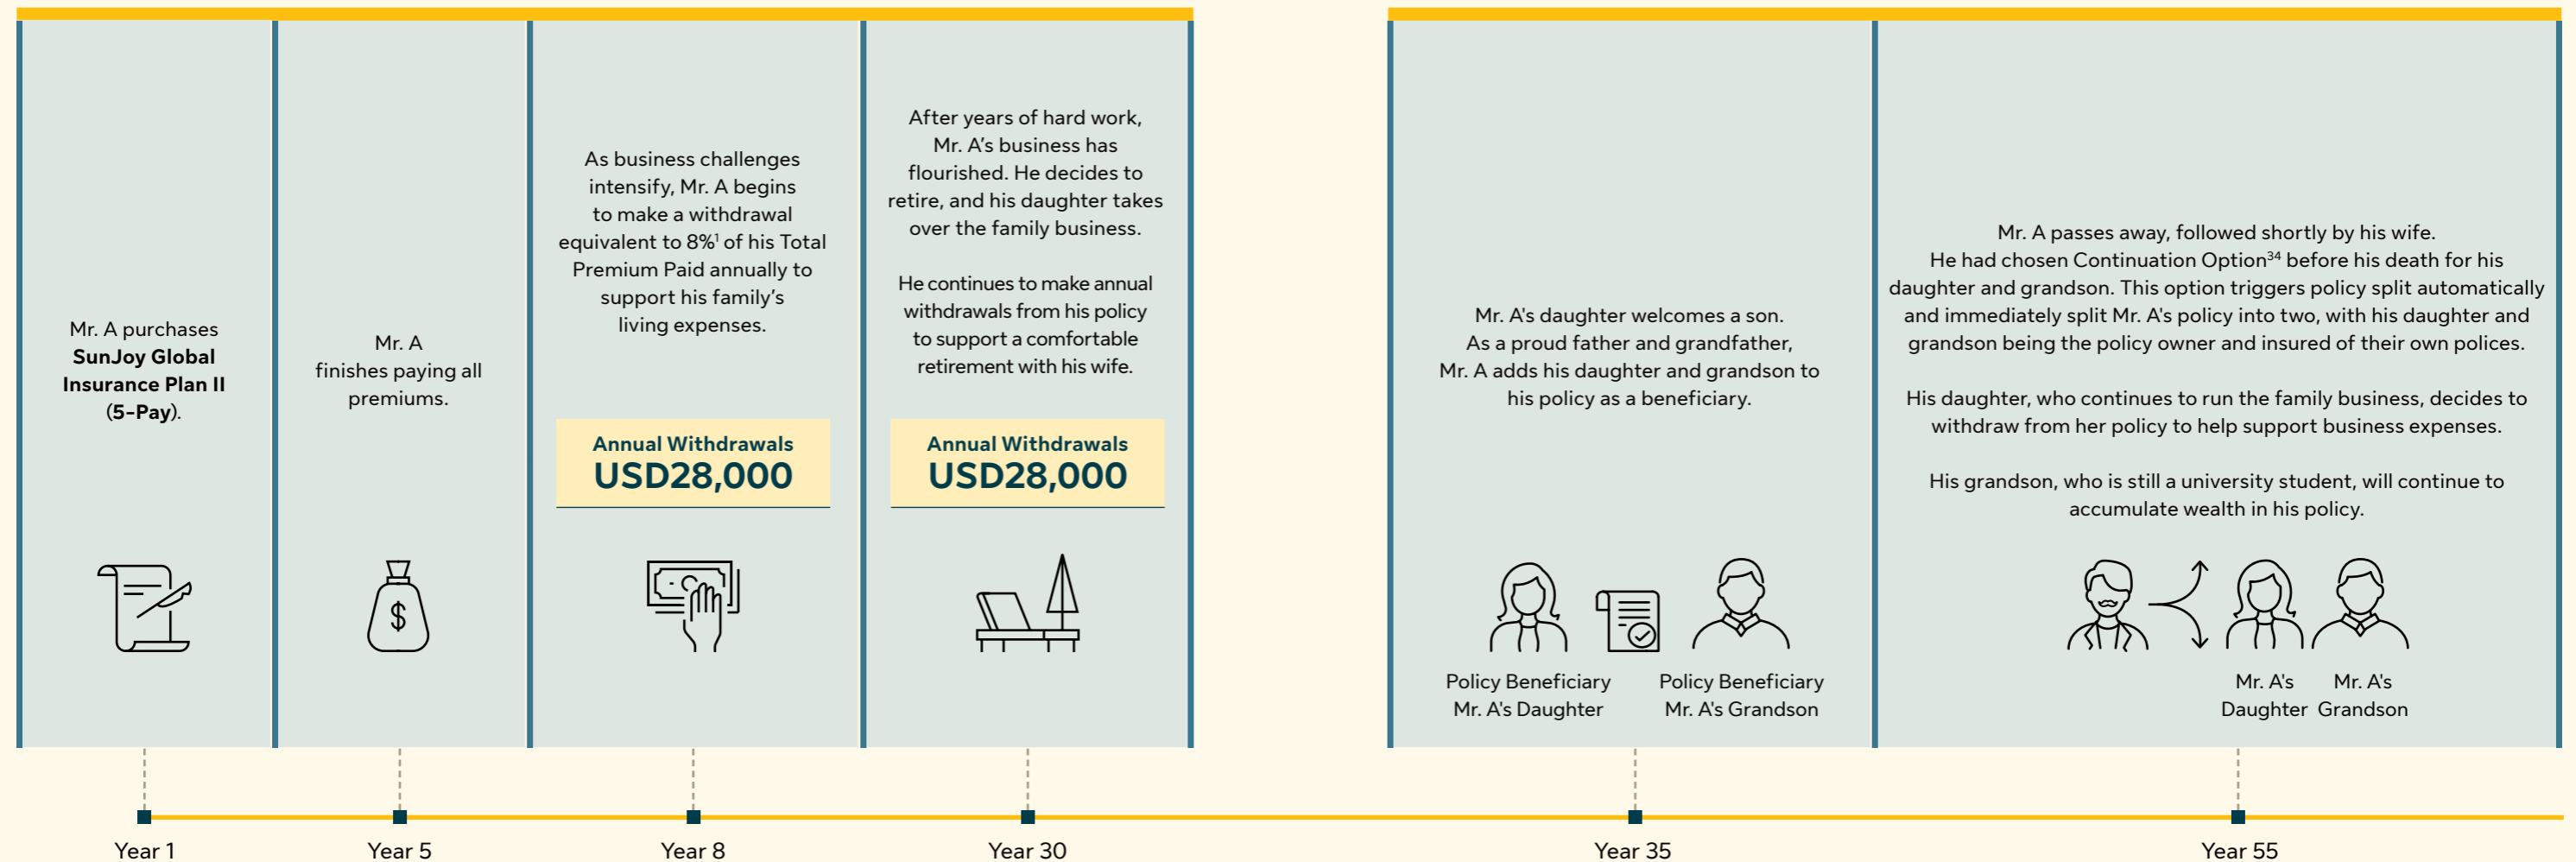 Mr. A purchases
SunJoy Global
Insurance Plan II
(5-Pay).
Mr. A
finishes paying all
premiums.
$
As business challenges
intensify, Mr. A begins
to make a withdrawal
equivalent to 8%¹ of his Total
Premium Paid annually to
support his family's
living expenses.
Annual Withdrawals
USD28,000
After years of hard work,
Mr. A's business has
flourished. He decides to
retire, and his daughter takes
over the family business.
He continues to make annual
withdrawals from his policy
to support a comfortable
retirement with his wife.
Annual Withdrawals
USD28,000
Mr. A's daughter welcomes a son.
As a proud father and grandfather,
Mr. A adds his daughter and grandson to
his policy as a beneficiary.
Policy Beneficiary
Mr. A's Daughter
Policy Beneficiary
Mr. A's Grandson
Mr. A passes away, followed shortly by his wife.
He had chosen Continuation Option³⁴ before his death for his
daughter and grandson. This option triggers policy split automatically
and immediately split Mr. A's policy into two, with his daughter and
grandson being the policy owner and insured of their own polices.
His daughter, who continues to run the family business, decides to
withdraw from her policy to help support business expenses.
His grandson, who is still a university student, will continue to
accumulate wealth in his policy.
Mr. A's
Daughter
Mr. A's
Grandson
Year 1
Year 5
Year 8
Year 30
Year 35
Year 55